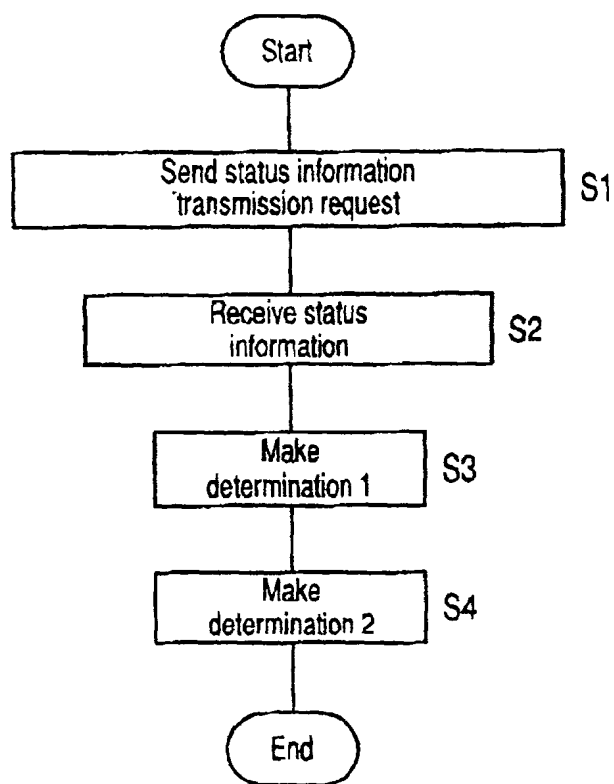 Start
Send status information
transmission request
S1
Receive status
information
S2
Make
determination 1
S3
Make
determination 2
S4
End